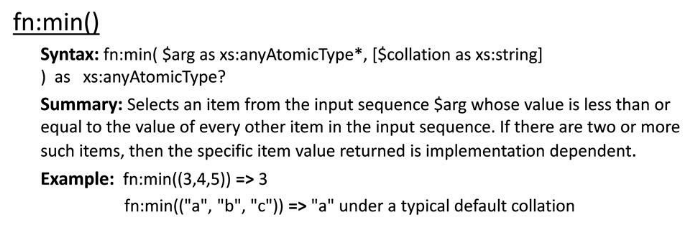 fn:min()
Syntax: fn:min( $arg as xs:anyAtomicType*, [$collation as xs:string]
) as xs:anyAtomicType?
Summary: Selects an item from the input sequence $arg whose value is less than or
equal to the value of every other item in the input sequence. If there are two or more
such items, then the specific item value returned is implementation dependent.
Example: fn:min((3,4,5)) => 3
fn:min(("a", "b", "c")) => "a" under a typical default collation